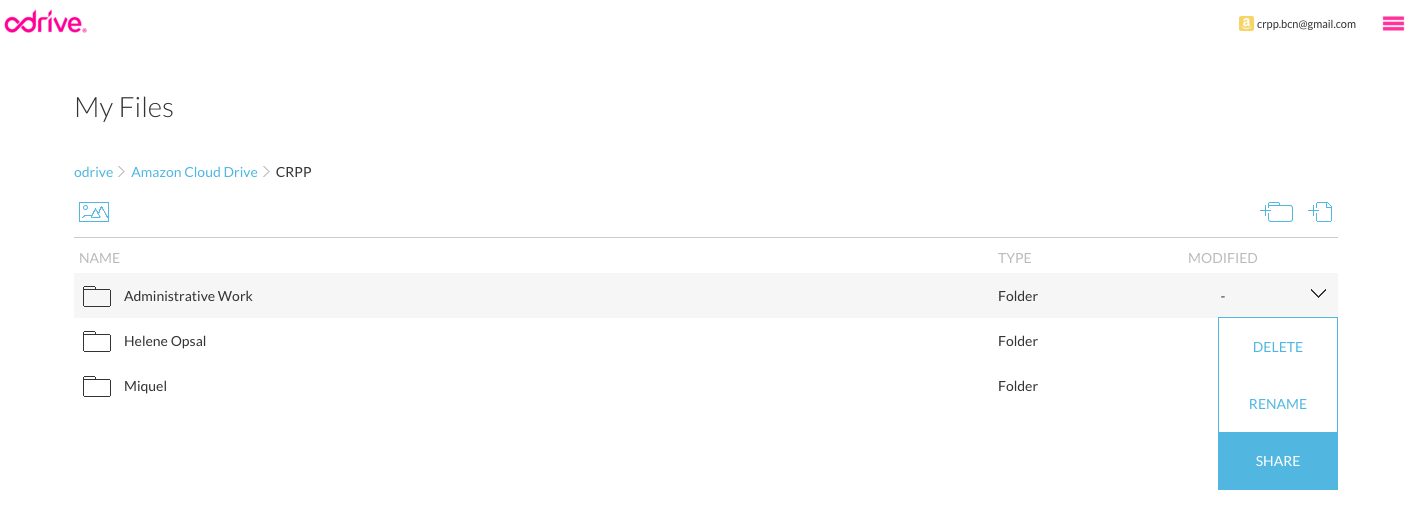 odrive
crpp.bcn@gmail.com
My Files
odrive Amazon Cloud Drive CRPP
NAME TYPE MODIFIED
Administrative Work Folder -
Helene Opsal Folder
DELETE
Miquel Folder
RENAME
SHARE